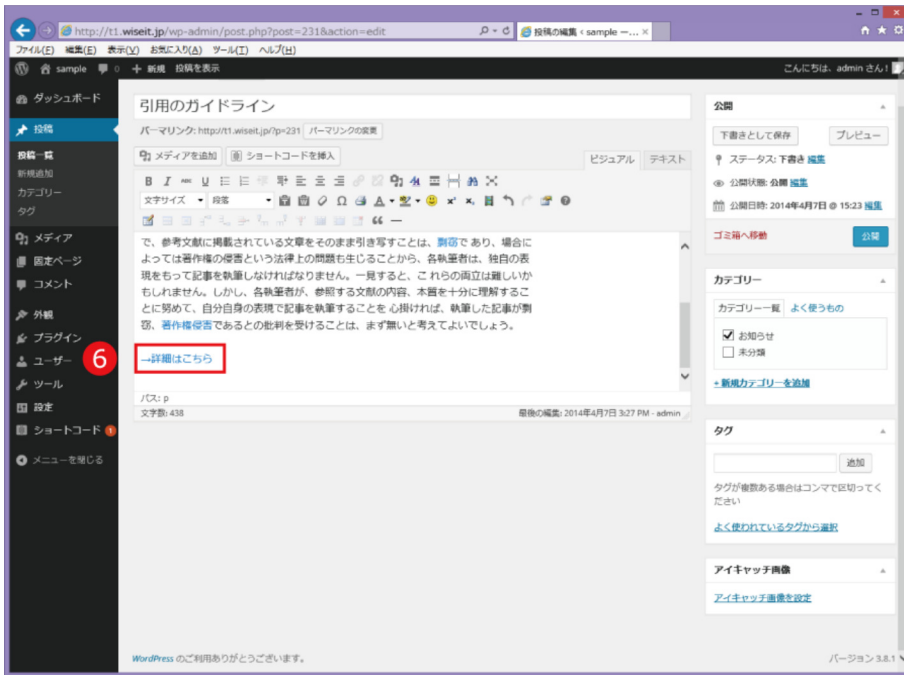 http://t1.wiseit.jp/wp-admin/post.php?post=231&action=edit
投稿の編集 ‹ sample —...
ファイル(F) 編集(E) 表示(V) お気に入り(A) ツール(T) ヘルプ(H)
sample 0 + 新規 投稿を表示
こんにちは、admin さん!
ダッシュボード
投稿
投稿一覧
新規追加
カテゴリー
タグ
メディア
固定ページ
コメント
外観
プラグイン
ユーザー
ツール
設定
ショートコード 1
メニューを閉じる
6
引用のガイドライン
パーマリンク: http://t1.wiseit.jp/?p=231 パーマリンクの変更
メディアを追加 ショートコードを挿入
ビジュアル テキスト
B I ABC U
文字サイズ 段落
で、参考文献に掲載されている文章をそのまま引き写すことは、剽窃であり、場合に
よっては著作権の侵害という法律上の問題も生じることから、各執筆者は、独自の表
現をもって記事を執筆しなければなりません。一見すると、これらの両立は難しいか
もしれません。しかし、各執筆者が、参照する文献の内容、本旨を十分に理解するこ
とに努めて、自分自身の表現で記事を執筆することを 心掛ければ、執筆した記事が剽
窃、著作権侵害であるとの批判を受けることは、まず無いと考えてよいでしょう。
→詳細はこちら
パス: p
文字数: 438
最後の編集: 2014年4月7日 3:27 PM - admin
公開
下書きとして保存 プレビュー
ステータス: 下書き 編集
公開状態: 公開 編集
公開日時: 2014年4月7日 @ 15:23 編集
ゴミ箱へ移動 公開
カテゴリー
カテゴリー一覧 よく使うもの
お知らせ
未分類
+ 新規カテゴリーを追加
タグ
追加
タグが複数ある場合はコンマで区切ってく
ださい
よく使われているタグから選択
アイキャッチ画像
アイキャッチ画像を設定
WordPress のご利用ありがとうございます。
バージョン 3.8.1